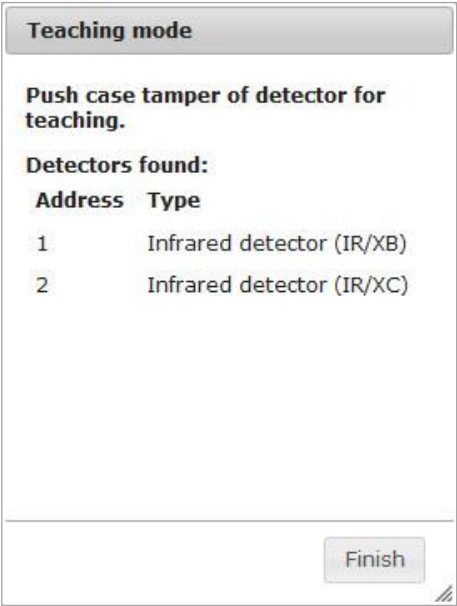 Teaching mode
Push case tamper of detector for
teaching.
Detectors found:
Address Type
1 Infrared detector (IR/XB)
2 Infrared detector (IR/XC)
Finish